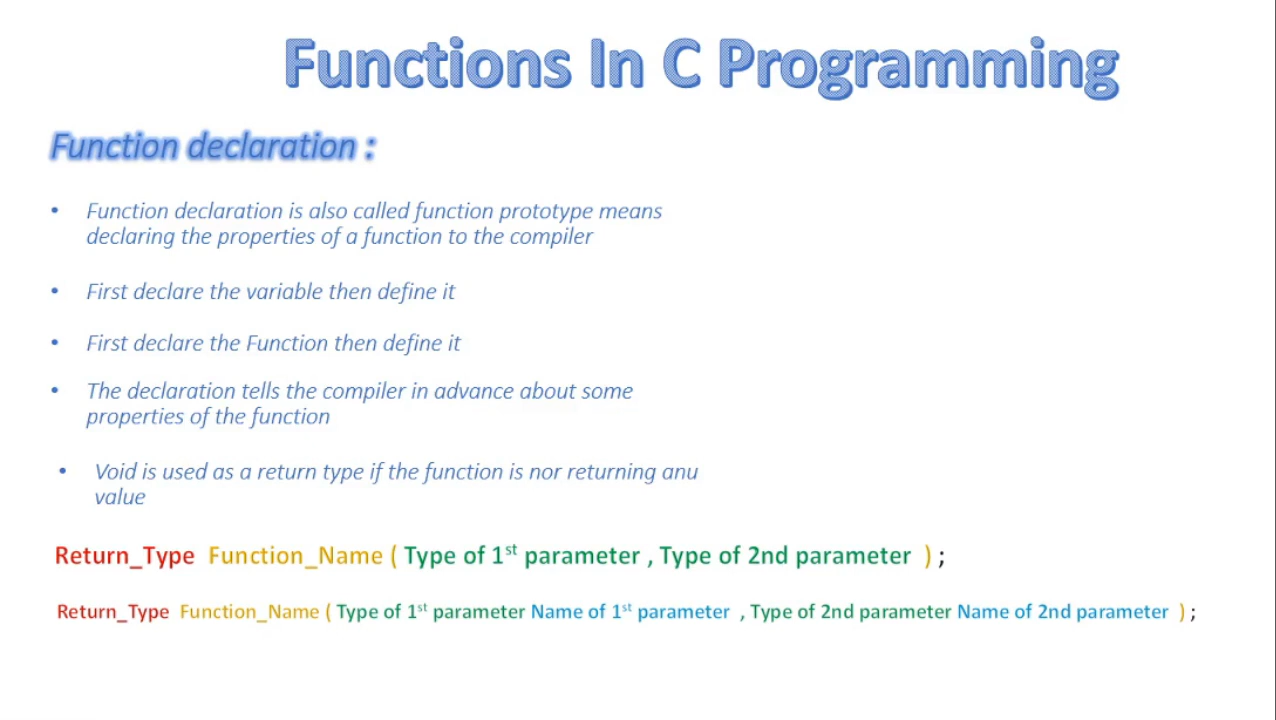 Functions In C Programming
Function declaration :
• Function declaration is also called function prototype means
declaring the properties of a function to the compiler
• First declare the variable then define it
• First declare the Function then define it
• The declaration tells the compiler in advance about some
properties of the function
• Void is used as a return type if the function is nor returning anu
value
Return_Type Function_Name ( Type of 1st parameter , Type of 2nd parameter ) ;
Return_Type Function_Name ( Type of 1st parameter Name of 1st parameter , Type of 2nd parameter Name of 2nd parameter ) ;